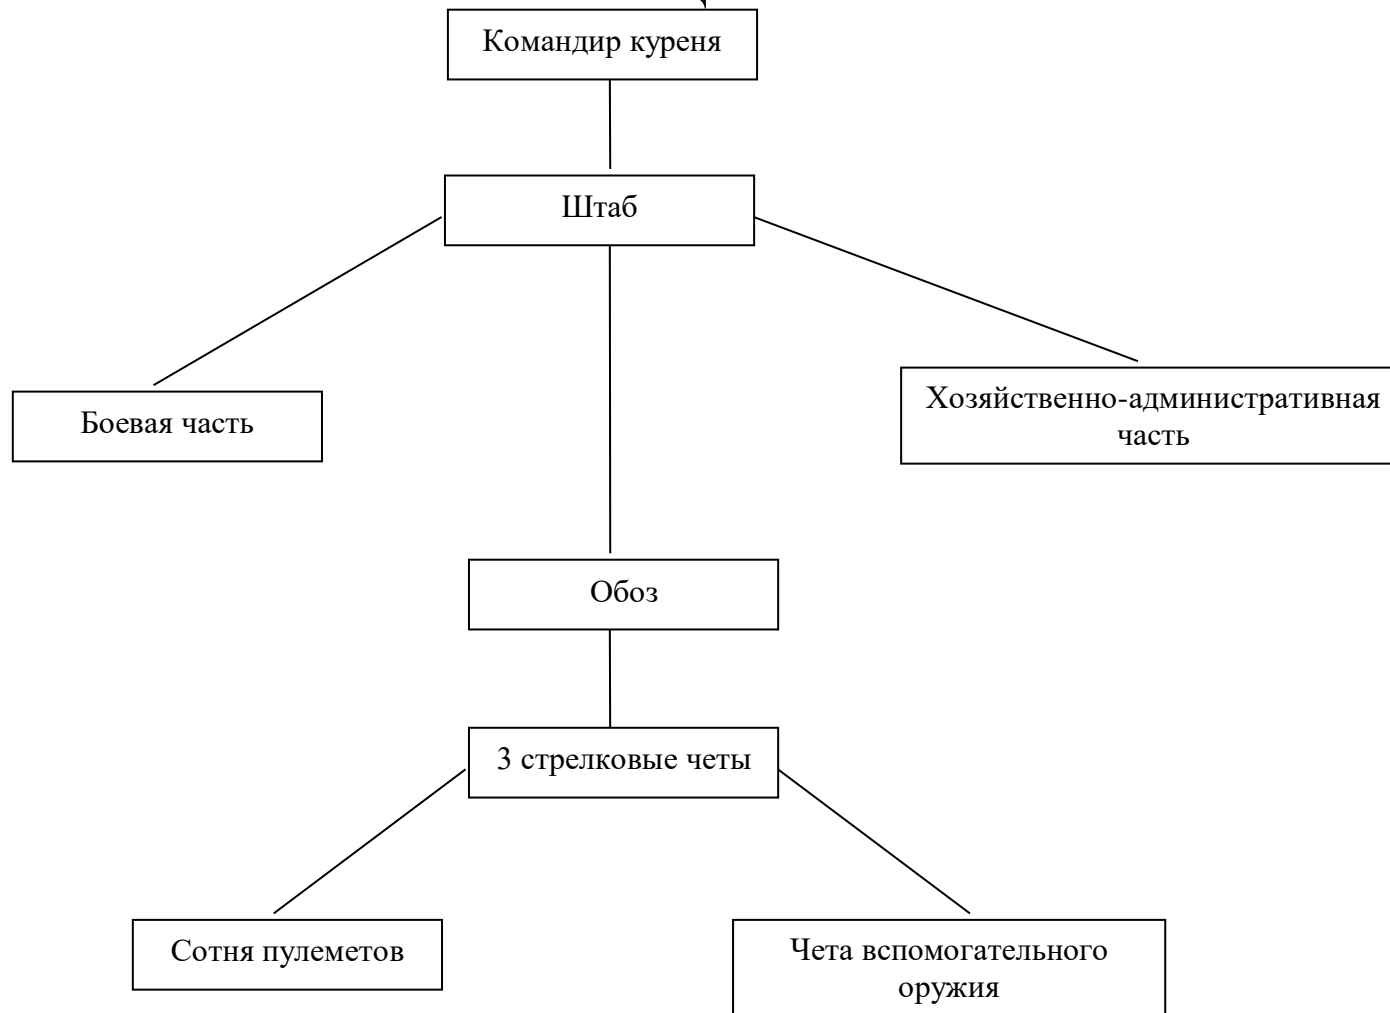 Командир куреня
Штаб
Боевая часть
Хозяйственно-административная
часть
Обоз
3 стрелковые четы
Сотня пулеметов
Чета вспомогательного
оружия